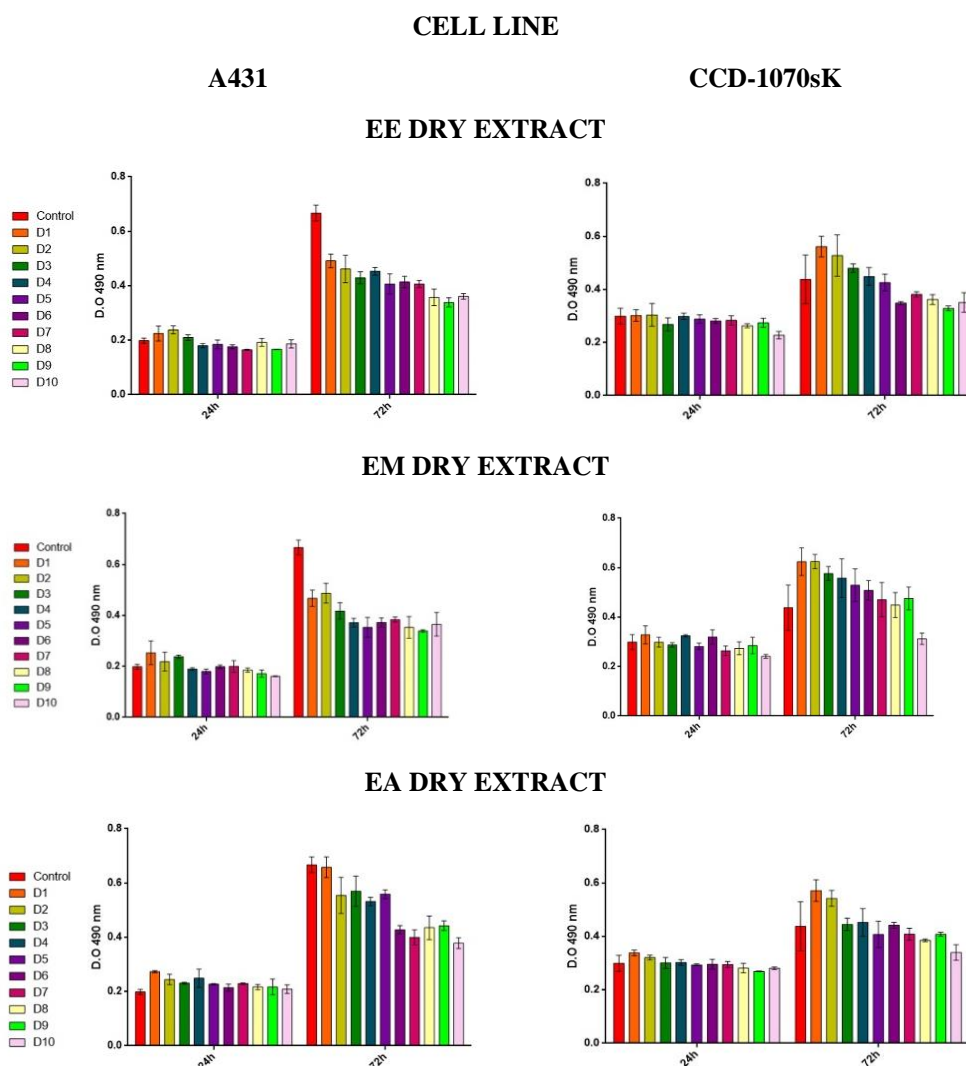 CELL LINE
A431 CCD-1070sK
EE DRY EXTRACT
Control
D1
D2
D3
D4
D5
D6
D7
D8
D9
D10
D.O 490 nm
0.8
0.6
0.4
0.2
0.0
24h 72h
D.O 490 nm
0.8
0.6
0.4
0.2
0.0
24h 72h
EM DRY EXTRACT
Control
D1
D2
D3
D4
D5
D6
D7
D8
D9
D10
D.O 490 nm
0.8
0.6
0.4
0.2
0.0
24h 72h
D.O 490 nm
0.8
0.6
0.4
0.2
0.0
24h 72h
EA DRY EXTRACT
Control
D1
D2
D3
D4
D5
D6
D7
D8
D9
D10
D.O 490 nm
0.8
0.6
0.4
0.2
0.0
24h 72h
D.O 490 nm
0.8
0.6
0.4
0.2
0.0
24h 72h